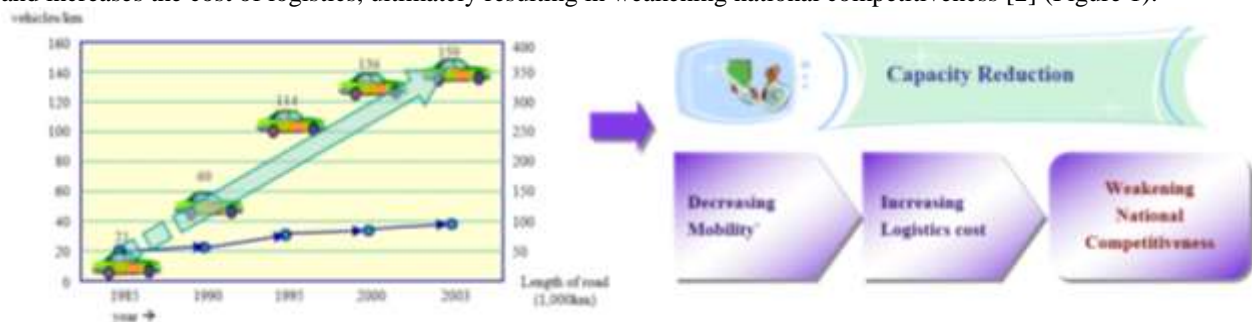 and increases the cost of logistics, ultimately resulting in weakening national competitiveness [2] (Figure 1).
vehicles/km
160
140
120
100
80
60
40
20
0
21
60
114
136
150
400
350
300
250
200
150
100
50
1985 1990 1995 2000 2003
year →
Length of road
(1,000km)
Capacity Reduction
Decreasing
Mobility`
Increasing
Logistics cost
Weakening
National
Competitiveness